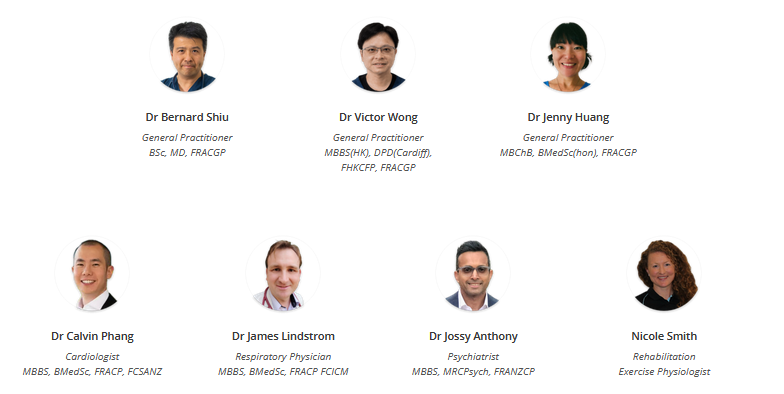 Dr Bernard Shiu
General Practitioner
BSc, MD, FRACGP
Dr Victor Wong
General Practitioner
MBBS(HK), DPD(Cardiff),
FHKCFP, FRACGP
Dr Jenny Huang
General Practitioner
MBChB, BMedSc(hon), FRACGP
Dr Calvin Phang
Cardiologist
MBBS, BMedSc, FRACP, FCSANZ
Dr James Lindstrom
Respiratory Physician
MBBS, BMedSc, FRACP FCICM
Dr Jossy Anthony
Psychiatrist
MBBS, MRCPsych, FRANZCP
Nicole Smith
Rehabilitation
Exercise Physiologist